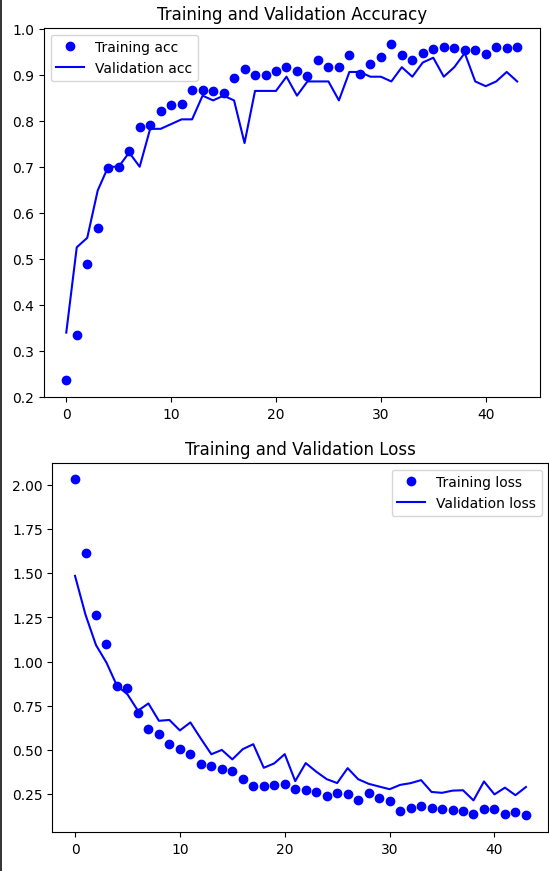 Training and Validation Accuracy
1.0
0.9
0.8
0.7
0.6
0.5
0.4
0.3
0.2
Training acc
Validation acc
0 10 20 30 40
Training and Validation Loss
2.00
1.75
1.50
1.25
1.00
0.75
0.50
0.25
Training loss
Validation loss
0 10 20 30 40